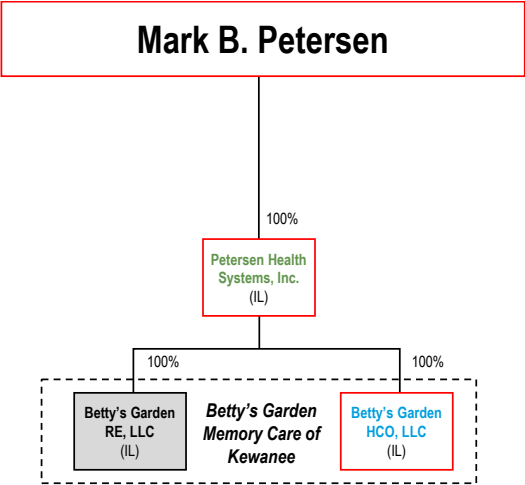 Mark B. Petersen
100%
Petersen Health
Systems, Inc.
(IL)
100%
100%
Betty’s Garden
RE, LLC
(IL)
Betty’s Garden
Memory Care of
Kewanee
Betty’s Garden
HCO, LLC
(IL)